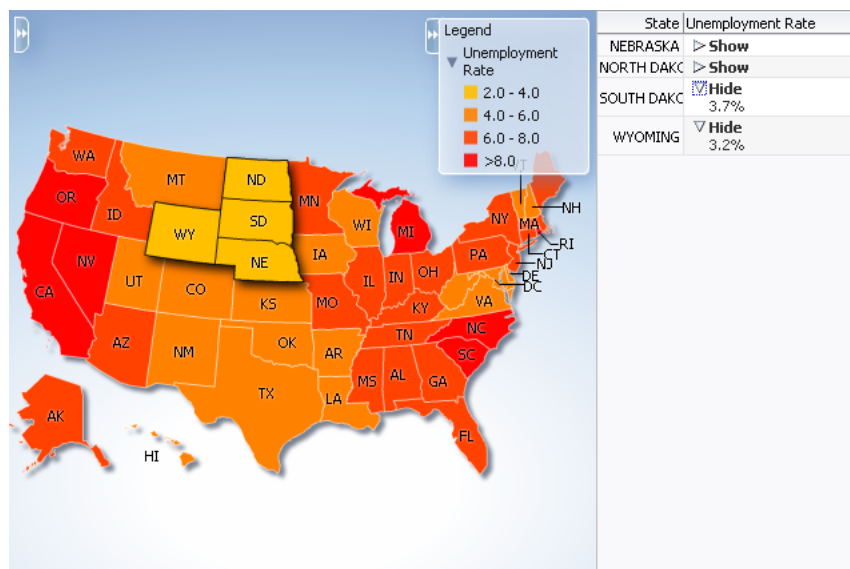 Legend
Unemployment
Rate
2.0 - 4.0
4.0 - 6.0
6.0 - 8.0
>8.0
State Unemployment Rate
NEBRASKA Show
NORTH DAKC Show
SOUTH DAKC Hide
3.7%
WYOMING Hide
3.2%
WA
MT
ND
MN
VT
OR
ID
WY
SD
WI
MI
NY
MA
NH
RI
CT
NJ
DE
DC
NV
UT
CO
NE
IA
IL
IN
OH
PA
CA
AZ
NM
KS
MO
KY
VA
OK
AR
TN
NC
SC
TX
LA
MS
AL
GA
FL
AK
HI